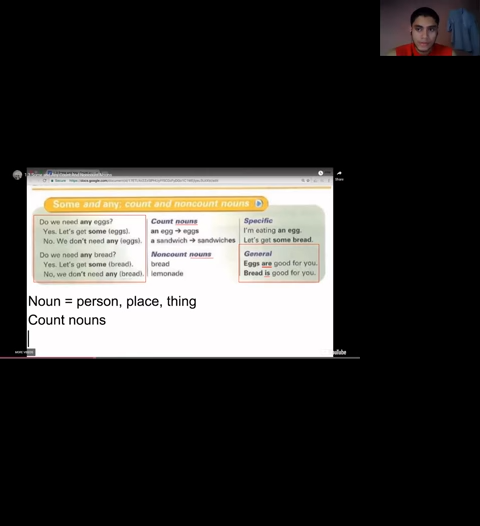 Share
Some and any; count and noncount nouns
Do we need any eggs?
Yes. Let's get some (eggs).
No. We don't need any (eggs).
Do we need any bread?
Yes. Let's get some (bread).
No, we don't need any (bread).
Count nouns
an egg → eggs
a sandwich → sandwiches
Noncount nouns
bread
lemonade
Specific
I'm eating an egg.
Let's get some bread.
General
Eggs are good for you.
Bread is good for you.
Noun = person, place, thing
Count nouns